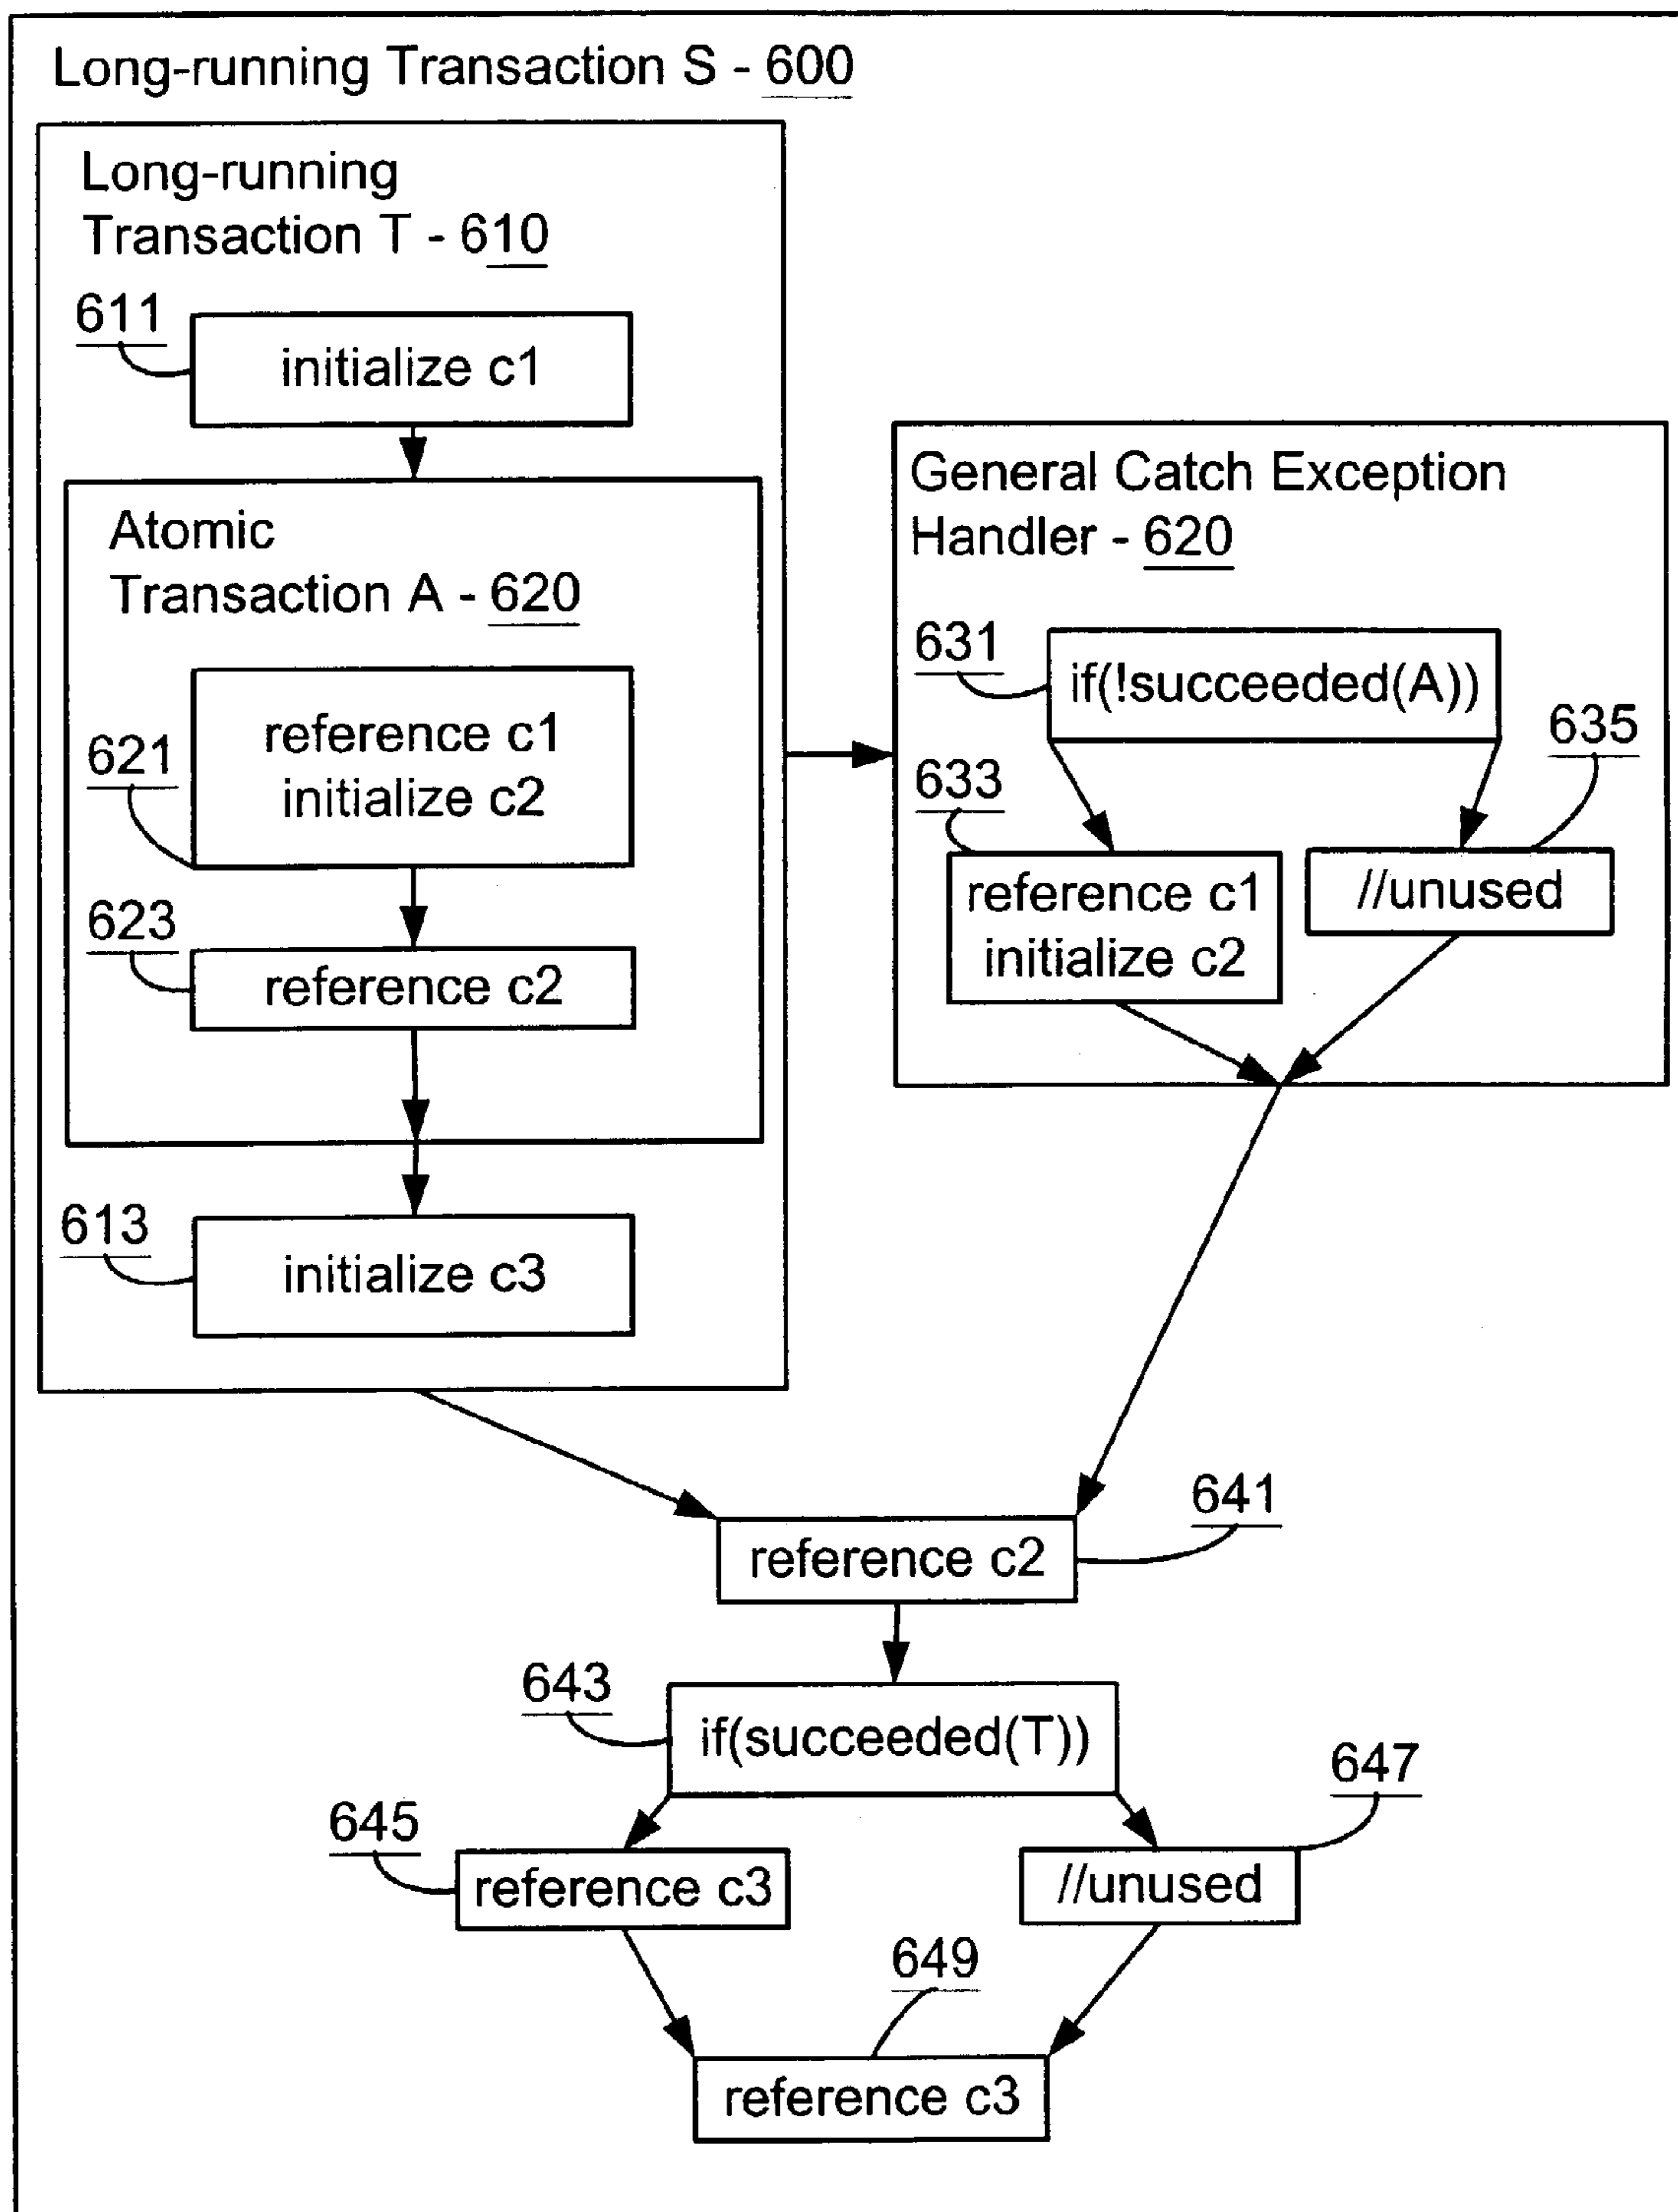 Long-running Transaction S - 600
Long-running
Transaction T - 610
611
initialize c1
Atomic
Transaction A - 620
621
reference c1
initialize c2
623
reference c2
613
initialize c3
General Catch Exception
Handler - 620
631
if(!succeeded(A))
635
633
reference c1
initialize c2
//unused
641
reference c2
643
if(succeeded(T))
647
645
reference c3
//unused
649
reference c3